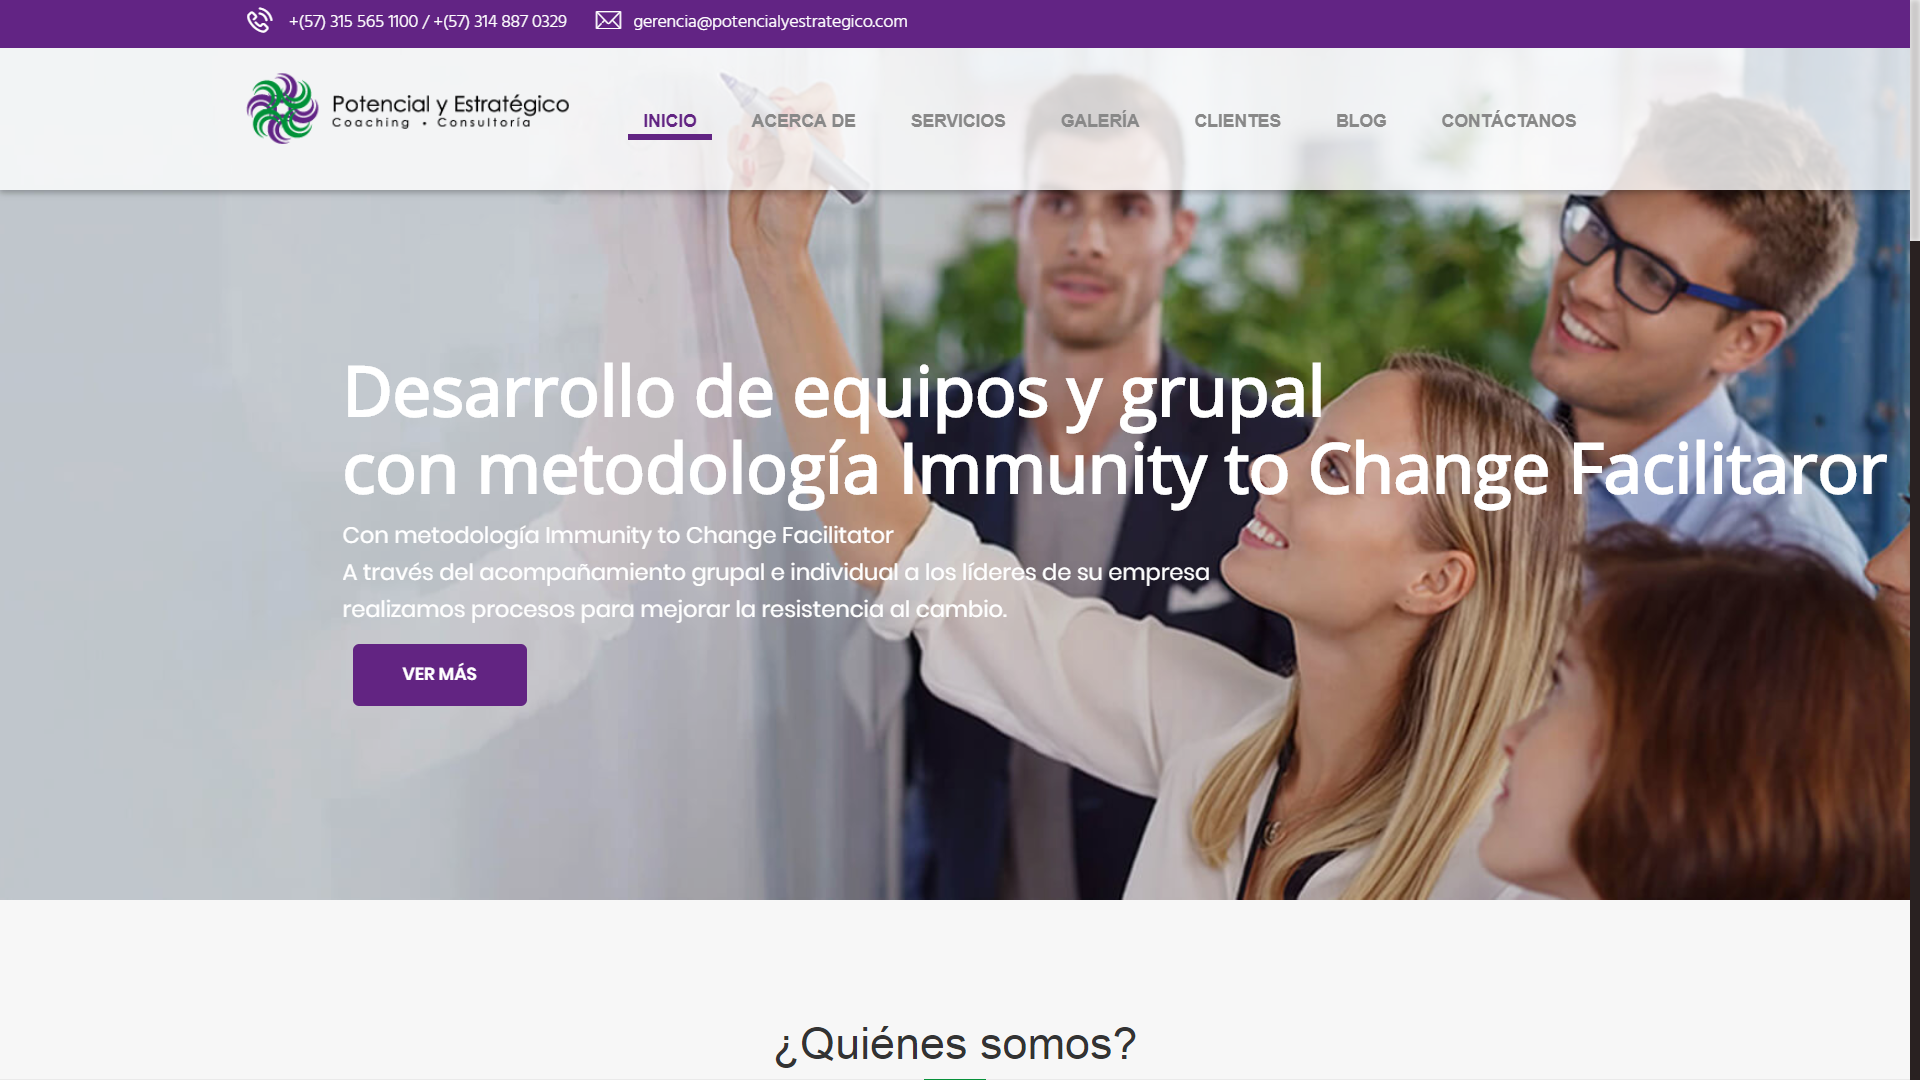 +(57) 315 565 1100 / +(57) 314 887 0329 gerencia@potencialyestrategico.com
Potencial y Estratégico
Coaching • Consultoría
INICIO ACERCA DE SERVICIOS GALERÍA CLIENTES BLOG CONTÁCTANOS
Desarrollo de equipos y grupal
con metodología Immunity to Change Facilitaror
Con metodología Immunity to Change Facilitator
A través del acompañamiento grupal e individual a los líderes de su empresa
realizamos procesos para mejorar la resistencia al cambio.
VER MÁS
¿Quiénes somos?